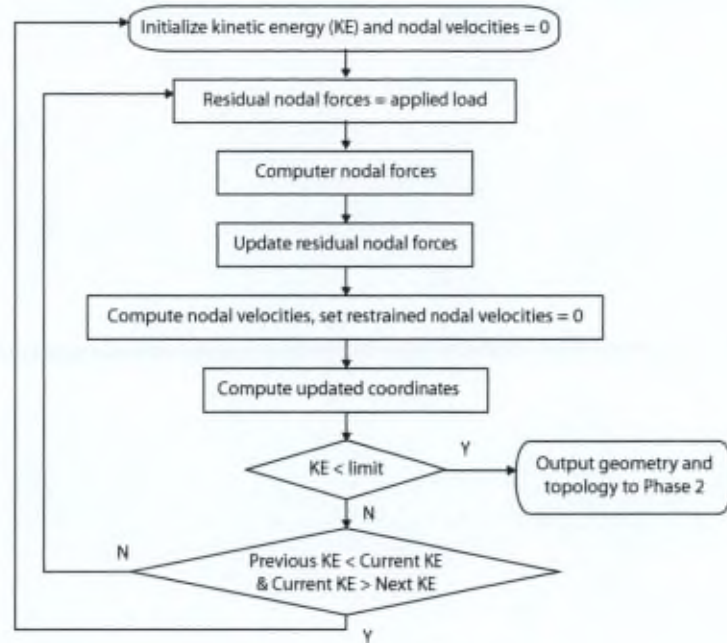 Initialize kinetic energy (KE) and nodal velocities = 0
Residual nodal forces = applied load
Computer nodal forces
Update residual nodal forces
Compute nodal velocities, set restrained nodal velocities = 0
Compute updated coordinates
KE < limit
Y
Output geometry and
topology to Phase 2
N
N
Previous KE < Current KE
& Current KE > Next KE
Y